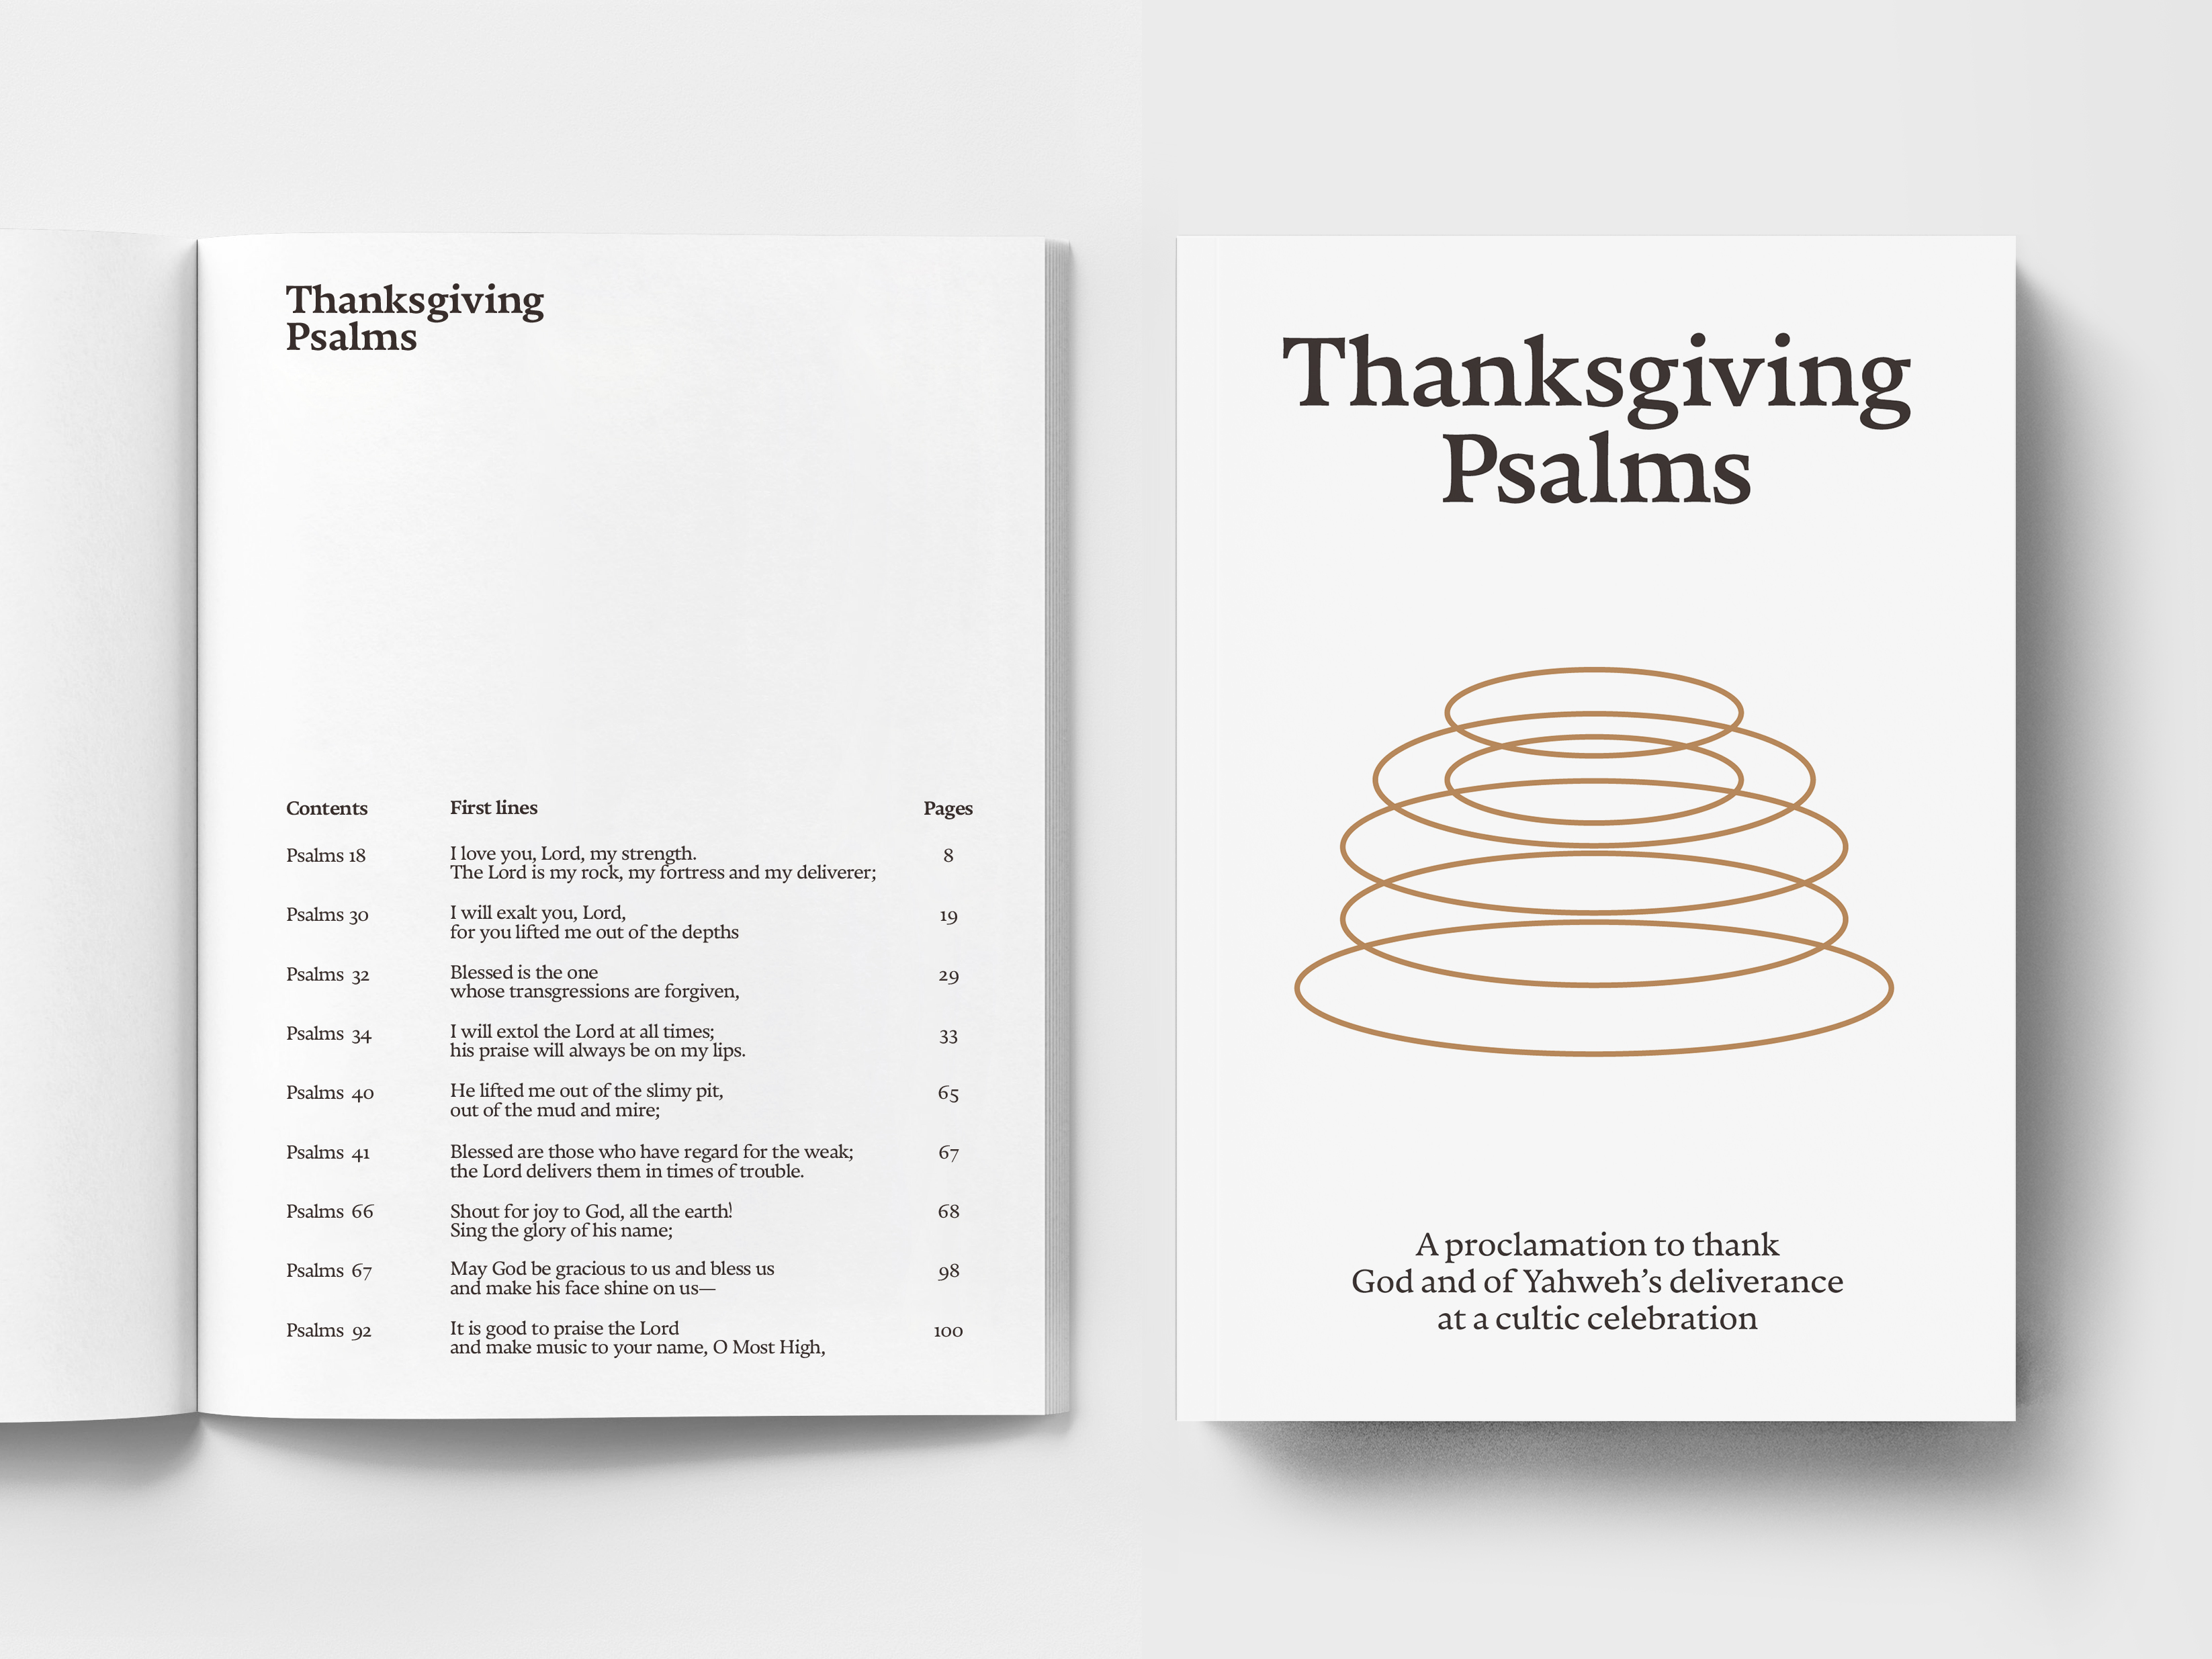 Thanksgiving
Psalms
Contents First lines Pages
Psalms 18 I love you, Lord, my strength. 8
The Lord is my rock, my fortress and my deliverer;
Psalms 30 I will exalt you, Lord, 19
for you lifted me out of the depths
Psalms 32 Blessed is the one 29
whose transgressions are forgiven,
Psalms 34 I will extol the Lord at all times; 33
his praise will always be on my lips.
Psalms 40 He lifted me out of the slimy pit, 65
out of the mud and mire;
Psalms 41 Blessed are those who have regard for the weak; 67
the Lord delivers them in times of trouble.
Psalms 66 Shout for joy to God, all the earth! 68
Sing the glory of his name;
Psalms 67 May God be gracious to us and bless us 98
and make his face shine on us—
Psalms 92 It is good to praise the Lord 100
and make music to your name, O Most High,
Thanksgiving
Psalms
A proclamation to thank
God and of Yahweh’s deliverance
at a cultic celebration